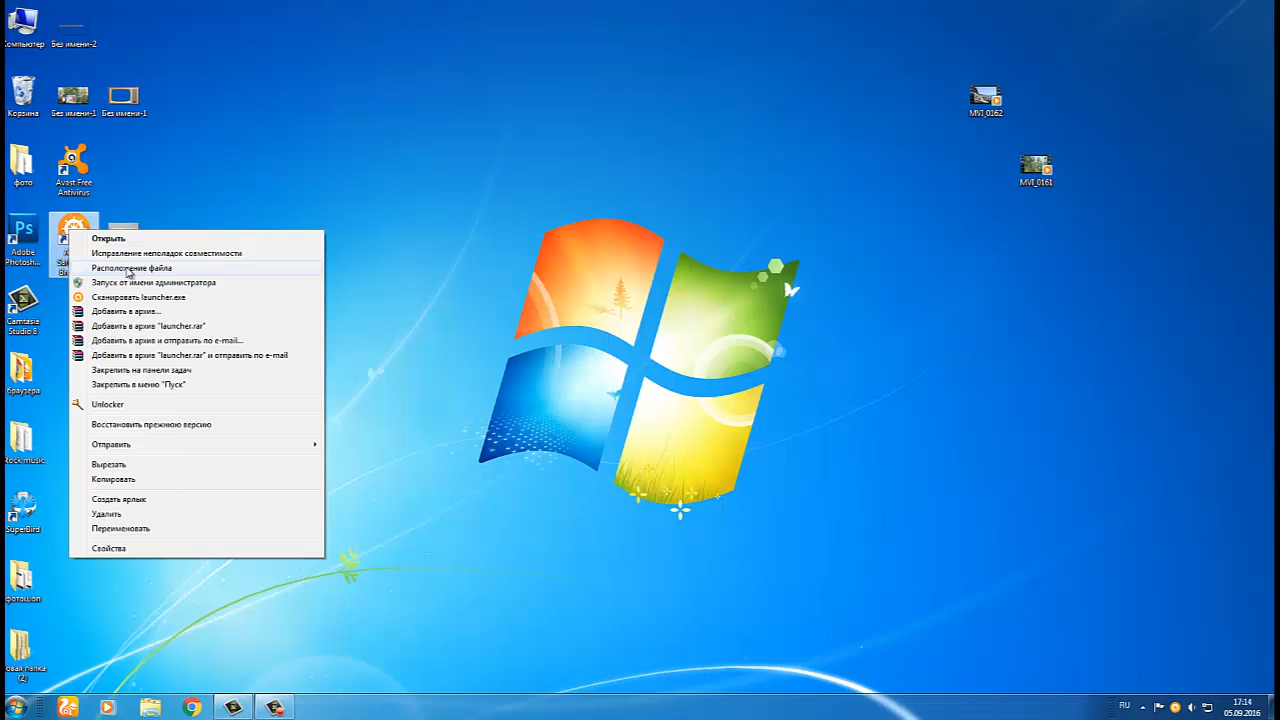 Компьютер
Без имени-2
Корзина
Без имени-1
Без имени-1
фото
Avast Free
Antivirus
Ps
Adobe
Photosh...
Camtasia
Studio 8
браузера
Rock music
SuperBird
фотошоп
овая папка
(2)
MVI_0162
MVI_0161
Открыть
Исправление неполадок совместимости
Расположение файла
Запуск от имени администратора
Сканировать launcher.exe
Добавить в архив...
Добавить в архив "launcher.rar"
Добавить в архив и отправить по e-mail...
Добавить в архив "launcher.rar" и отправить по e-mail
Закрепить на панели задач
Закрепить в меню "Пуск"
Unlocker
Восстановить прежнюю версию
Отправить
Вырезать
Копировать
Создать ярлык
Удалить
Переименовать
Свойства
RU
17:14
05.09.2016